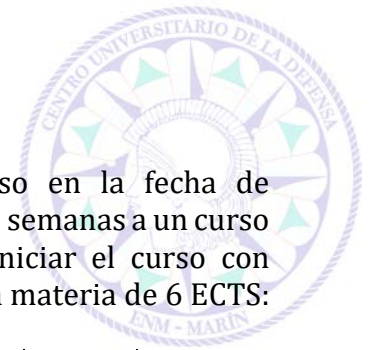 CENTRO UNIVERSITARIO DE LA DEFENSA
so en la fecha de
semanas a un curso
niciar el curso con
materia de 6 ECTS:
ENM - MARÍN